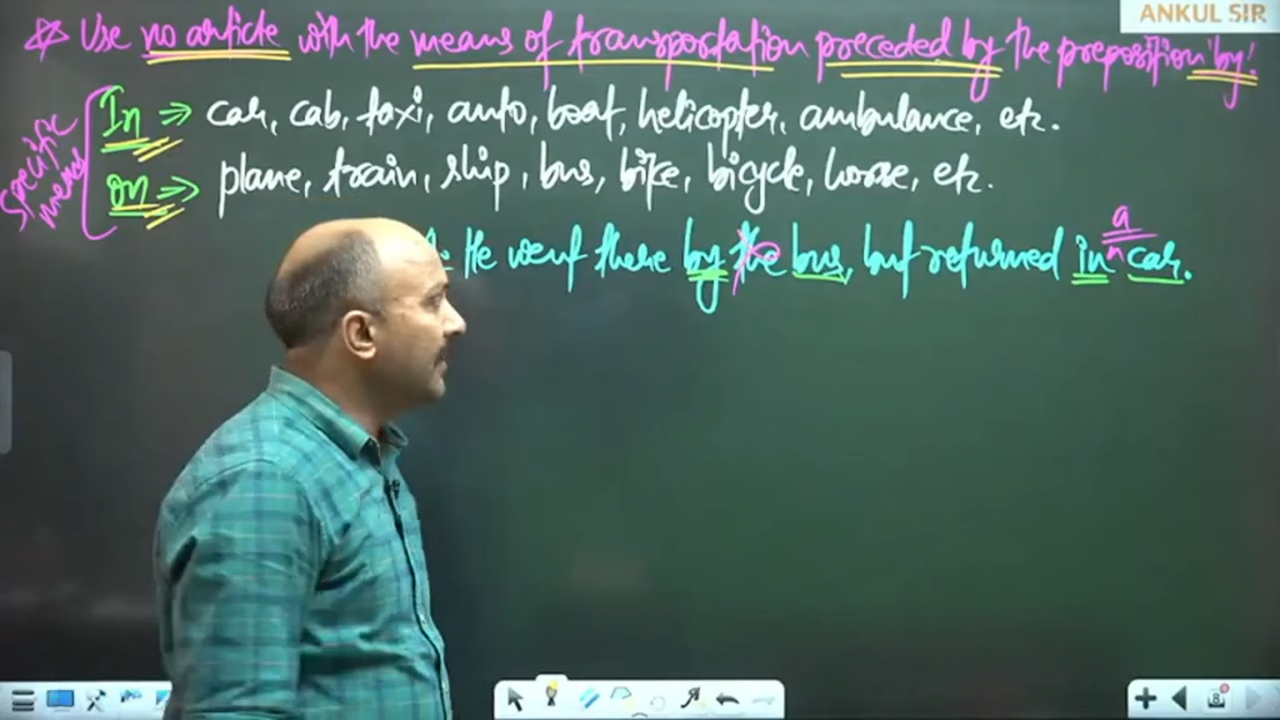 ANKUL SIR
☆ Use no article with the means of transportation preceded by the preposition 'by'.
Specific means
In ⇒ car, cab, taxi, auto, boat, helicopter, ambulance, etc.
on ⇒ plane, train, ship, bus, bike, bicycle, horse, etc.
He went there by the bus, but returned in car.
a